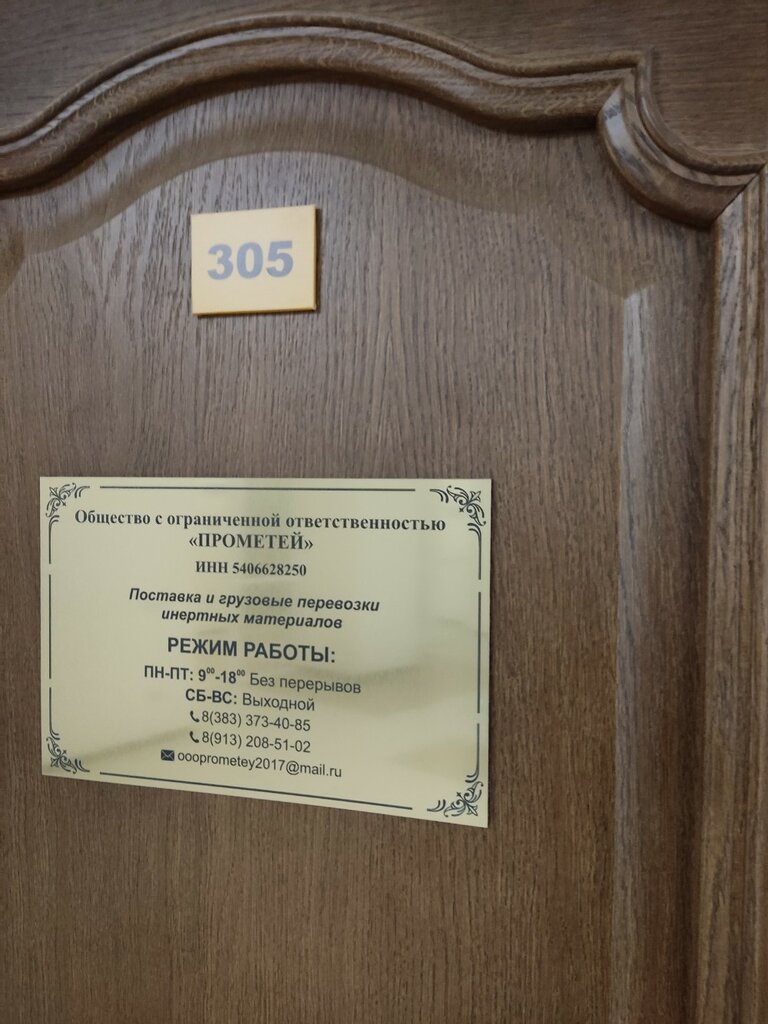 305
Общество с ограниченной ответственностью
«ПРОМЕТЕЙ»
ИНН 5406628250
Поставка и грузовые перевозки
инертных материалов
РЕЖИМ РАБОТЫ:
ПН-ПТ: 9⁰⁰-18⁰⁰ Без перерывов
СБ-ВС: Выходной
8(383) 373-40-85
8(913) 208-51-02
oooprometey2017@mail.ru